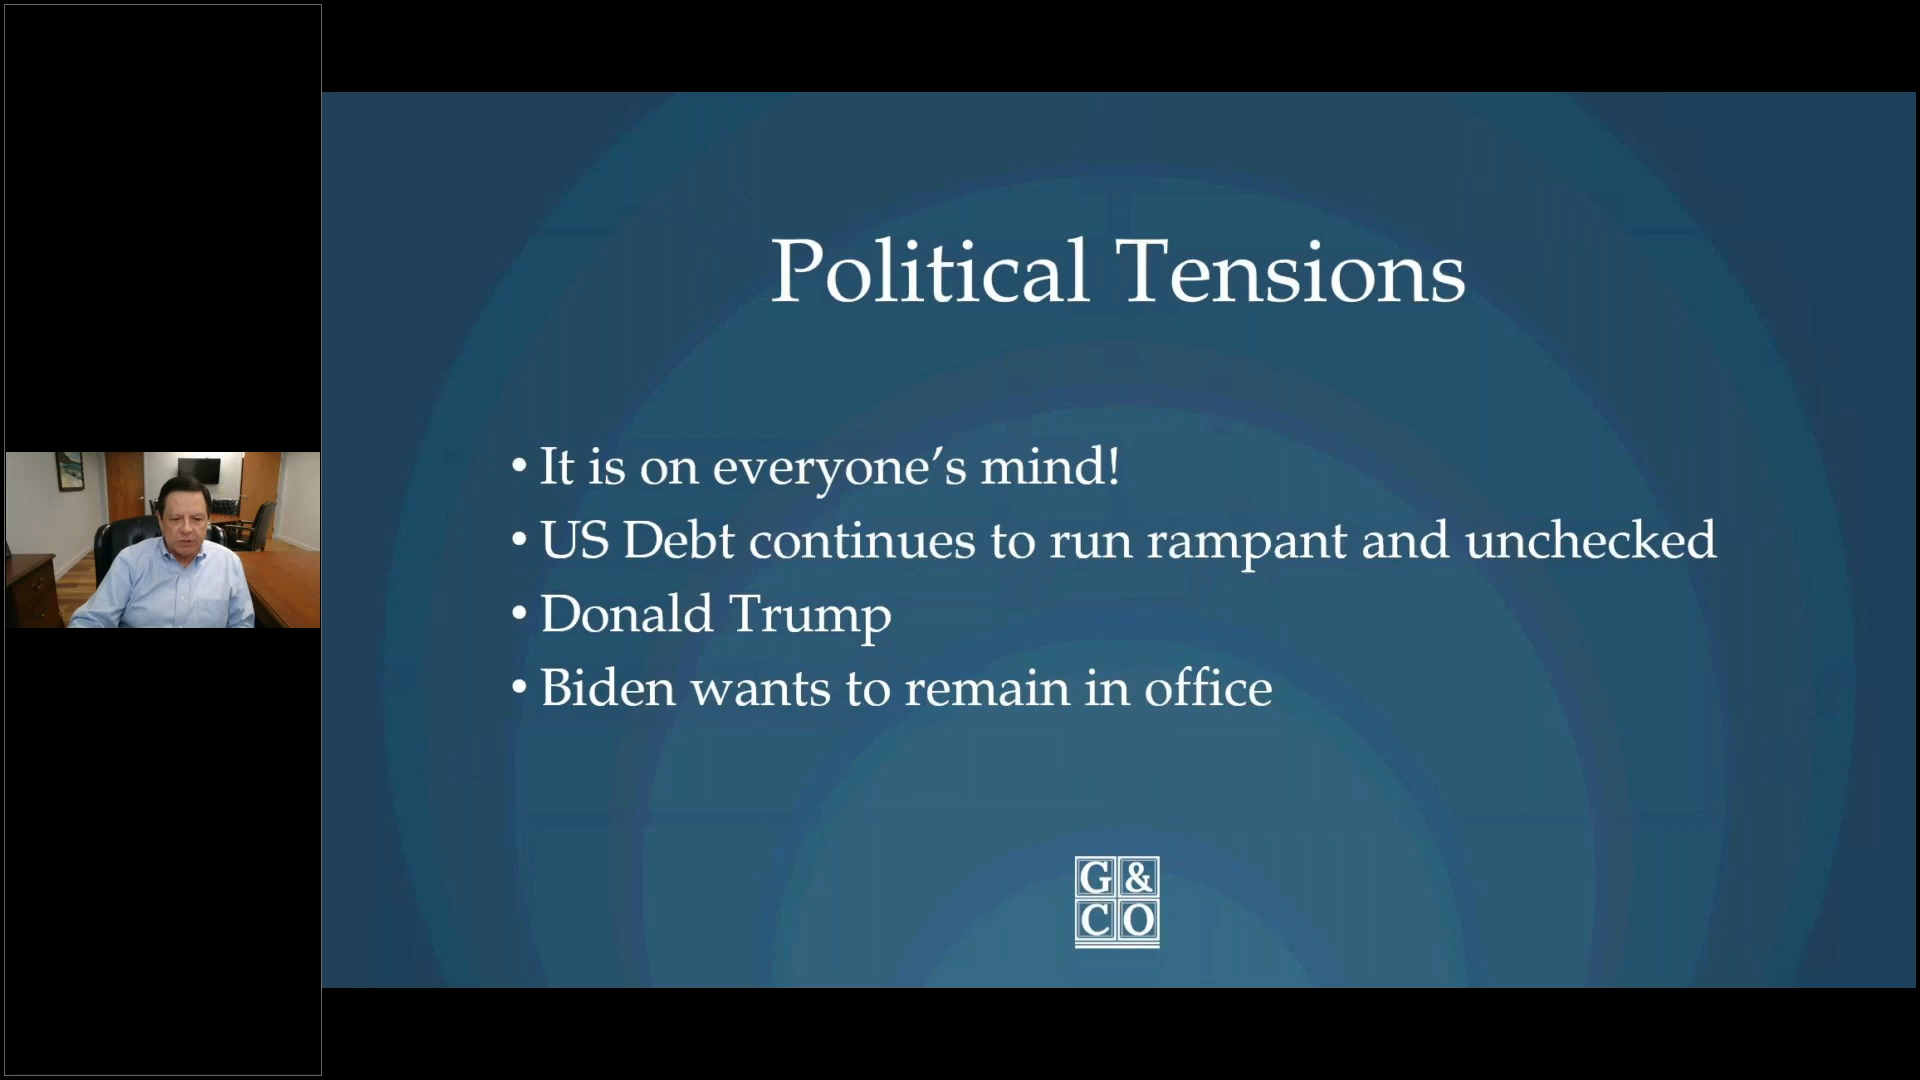 Political Tensions
• It is on everyone’s mind!
• US Debt continues to run rampant and unchecked
• Donald Trump
• Biden wants to remain in office
G&
CO